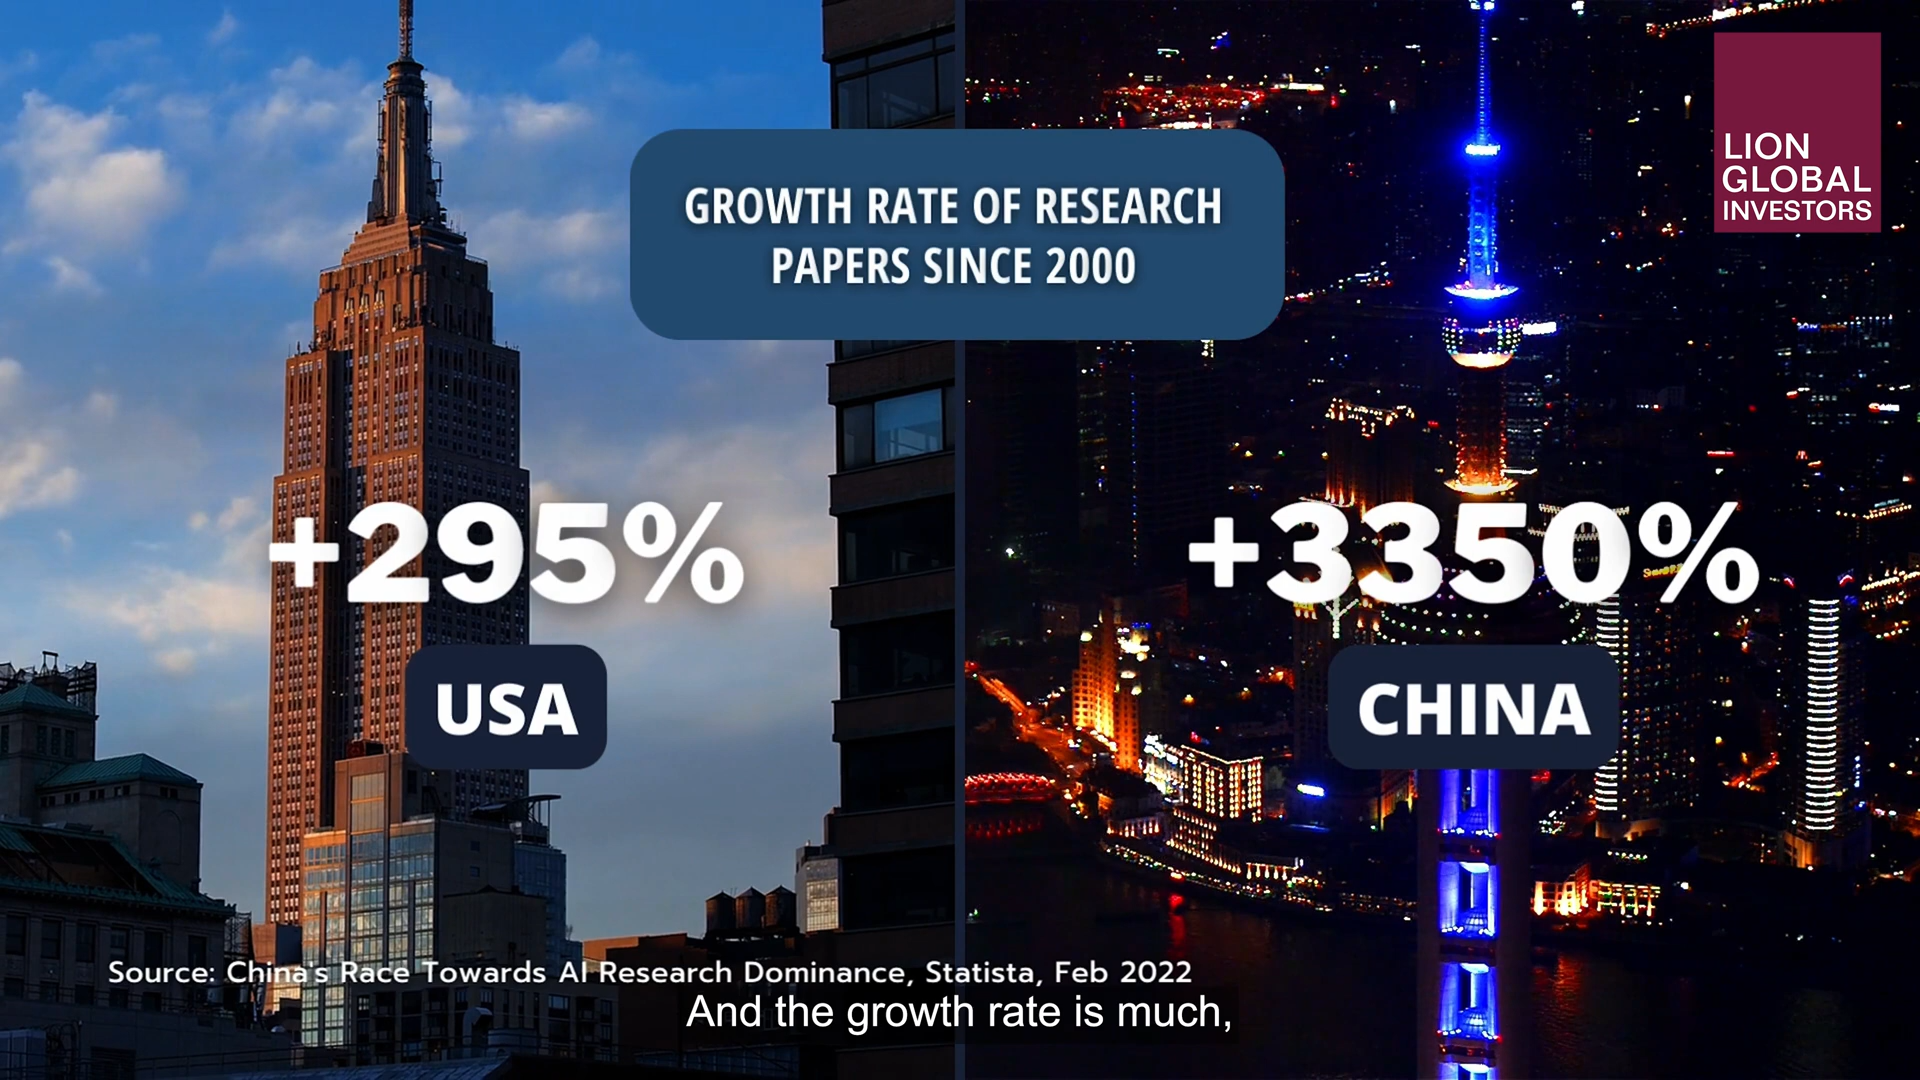 LION
GLOBAL
INVESTORS
GROWTH RATE OF RESEARCH
PAPERS SINCE 2000
+295%
USA
+3350%
CHINA
Source: China's Race Towards AI Research Dominance, Statista, Feb 2022
And the growth rate is much,